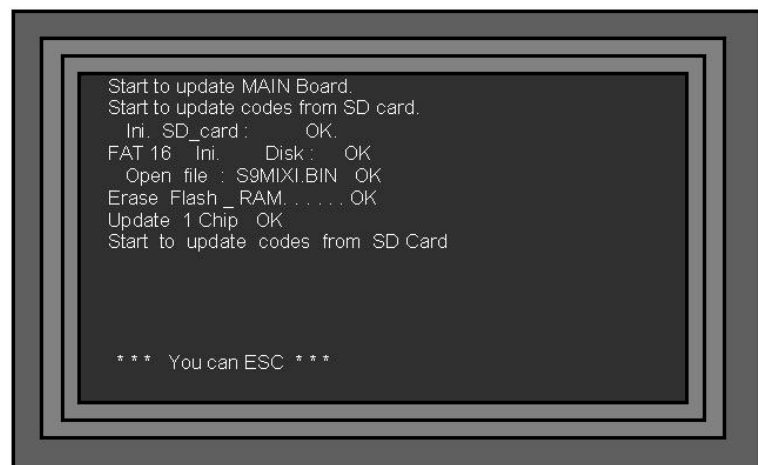 Start to update MAIN Board.
Start to update codes from SD card.
Ini. SD_card : OK.
FAT 16 Ini. Disk : OK
Open file : S9MIXI.BIN OK
Erase Flash _ RAM. . . . . . OK
Update 1 Chip OK
Start to update codes from SD Card
* * * You can ESC * * *